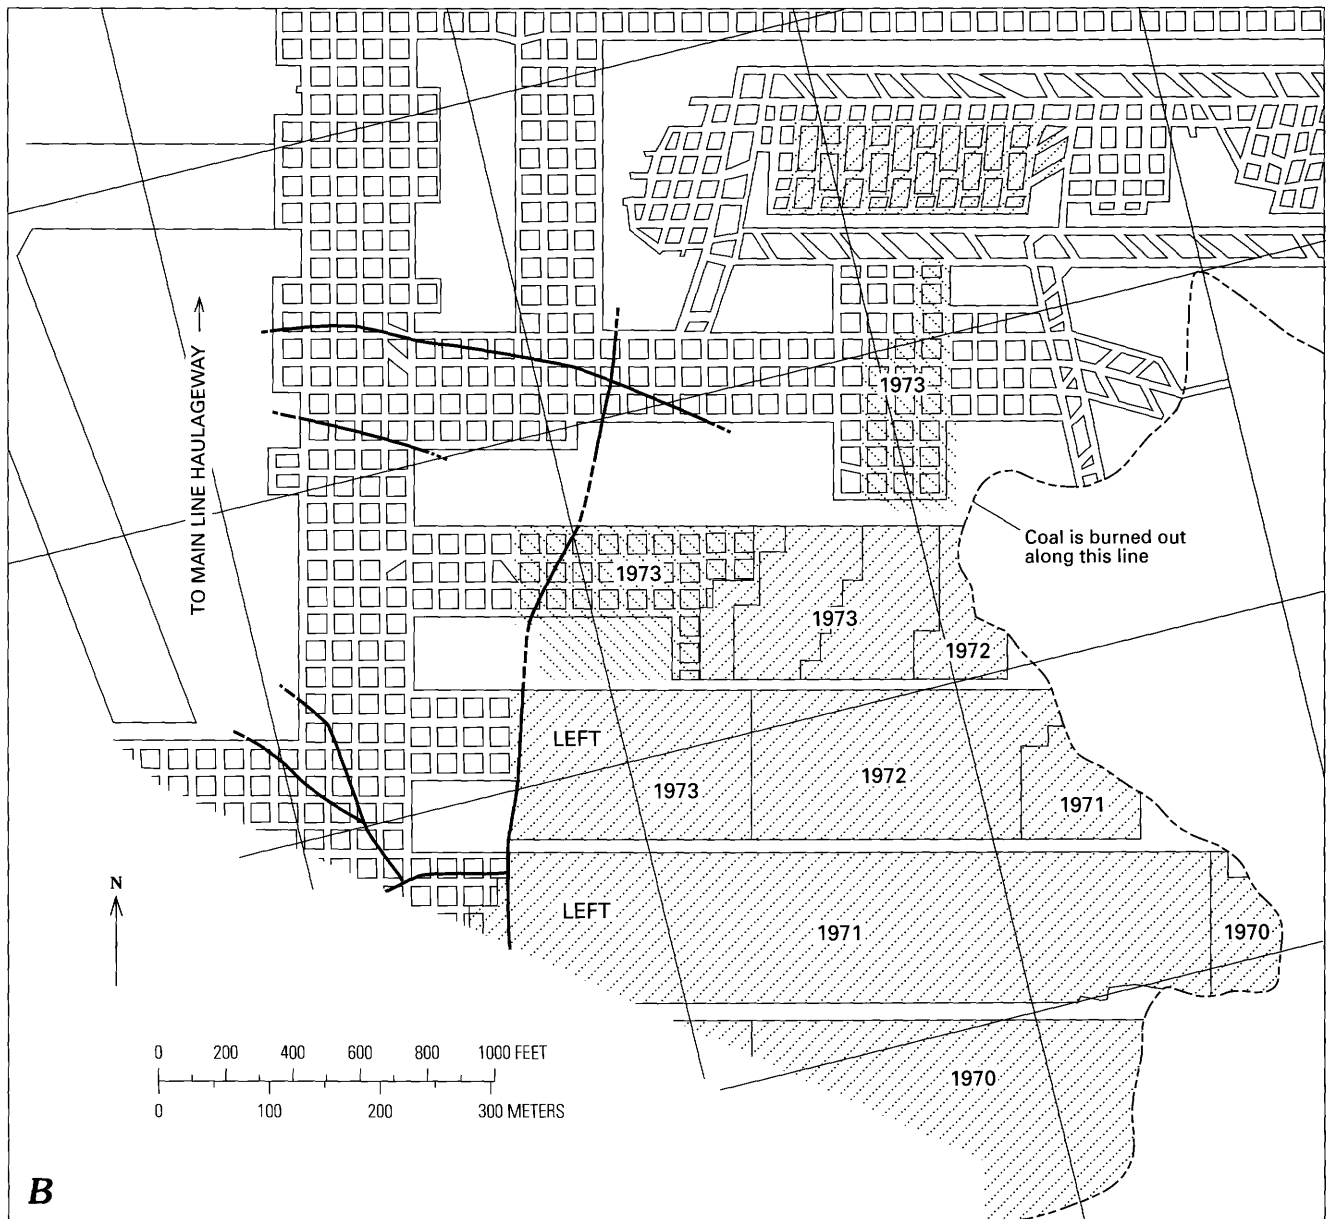 1973
TO MAIN LINE HAULAGEWAY
Coal is burned out
along this line
1973
1973
1972
LEFT
1973
1972
1971
N
LEFT
1971
1970
0 200 400 600 800 1000 FEET
0 100 200 300 METERS
1970
B